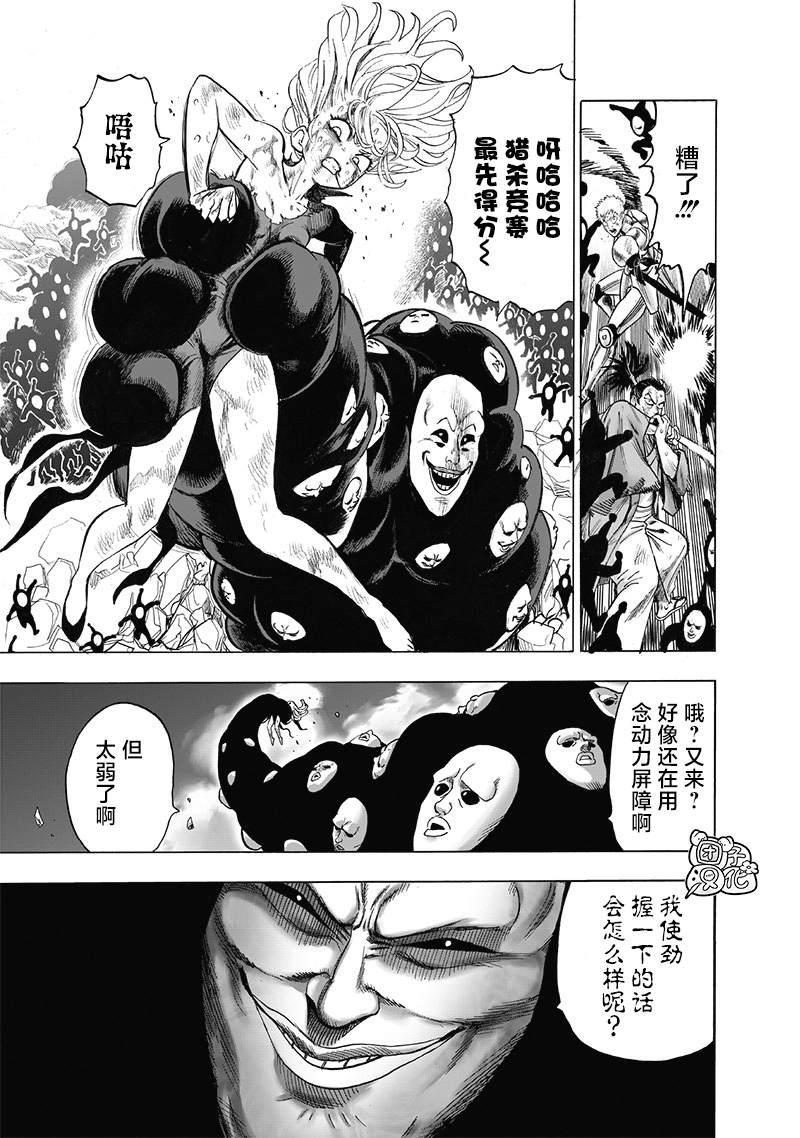 糟了!!!
呀哈哈哈
猎杀竞赛
最先得分～
唔咕
哦？又来？
好像还在用
念动力屏障啊
但
太弱了啊
我使劲
握一下的话
会怎么样呢？
团子
汉化